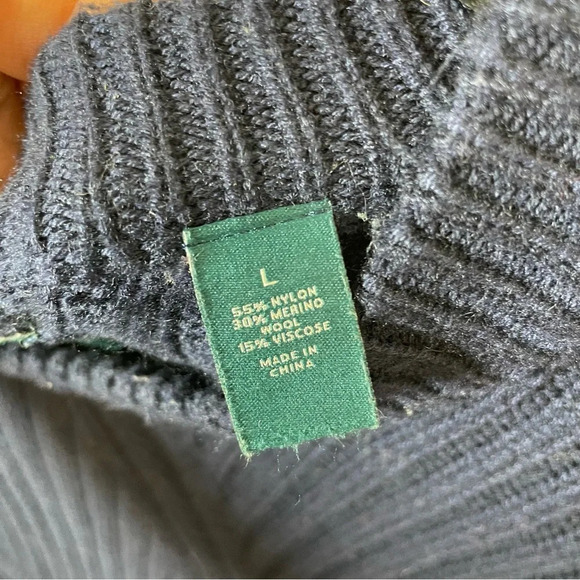 L
55% NYLON
30% MERINO
WOOL
15% VISCOSE
MADE IN
CHINA